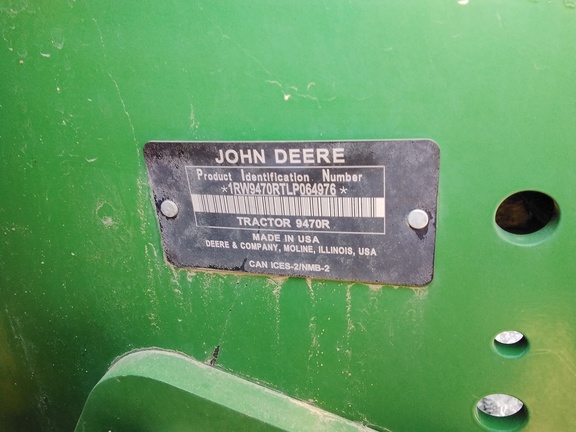 JOHN DEERE
Product Identification Number
*1RW9470RTLP064976*
TRACTOR 9470R
MADE IN USA
DEERE & COMPANY, MOLINE, ILLINOIS, USA
CAN ICES-2/NMB-2